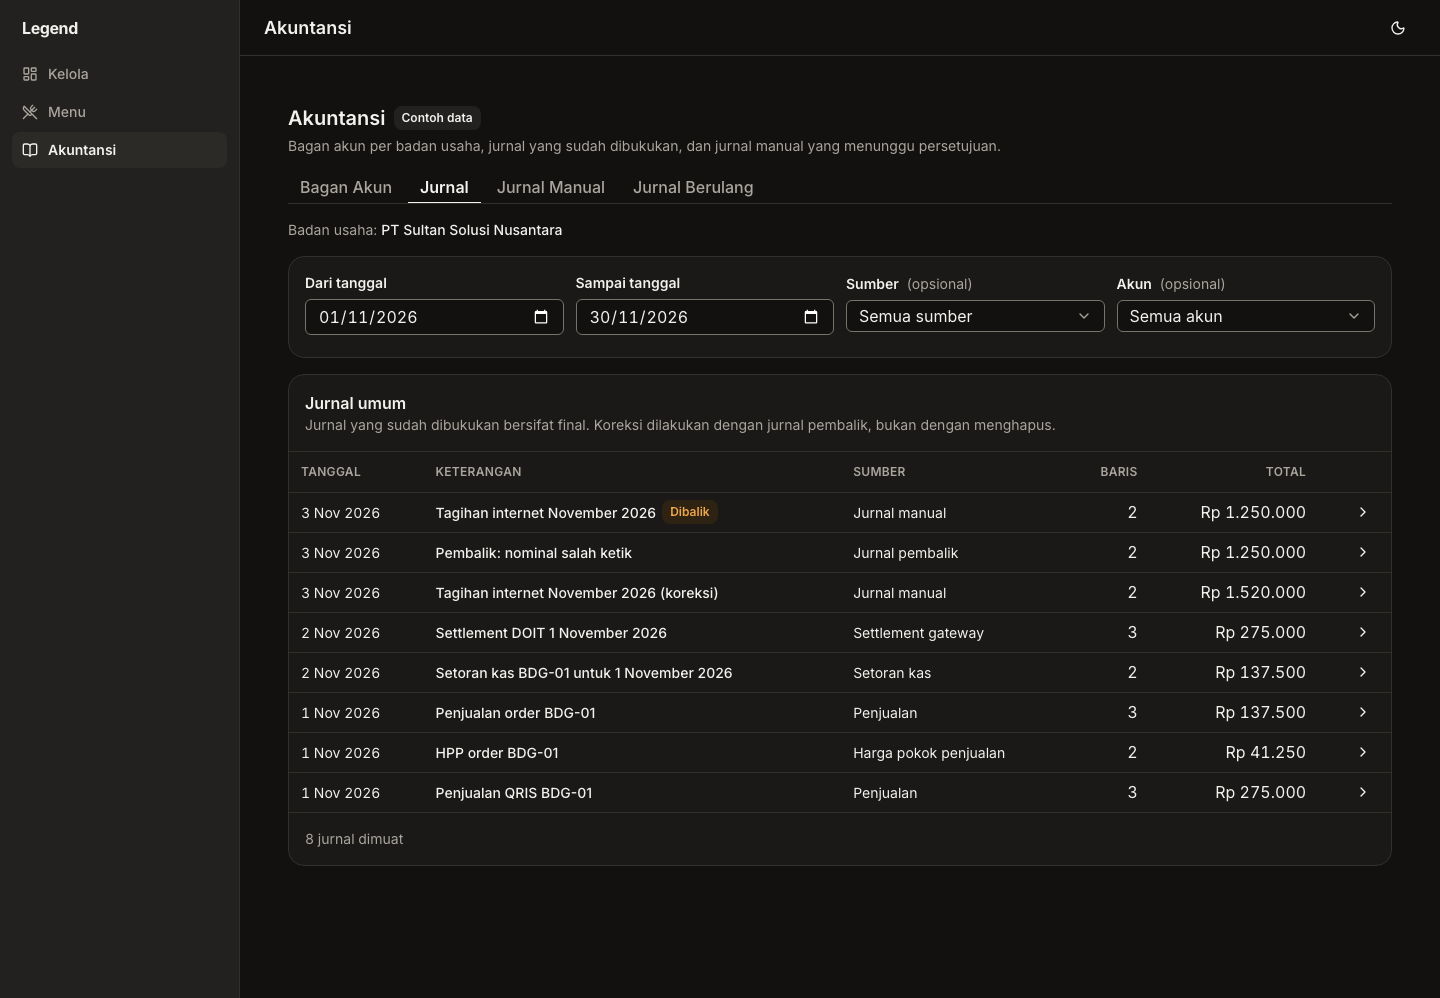 Legend
Kelola
Menu
Akuntansi
Akuntansi
Akuntansi Contoh data
Bagan akun per badan usaha, jurnal yang sudah dibukukan, dan jurnal manual yang menunggu persetujuan.
Bagan Akun Jurnal Jurnal Manual Jurnal Berulang
Badan usaha: PT Sultan Solusi Nusantara
Dari tanggal Sampai tanggal Sumber (opsional) Akun (opsional)
01/11/2026 30/11/2026 Semua sumber Semua akun
Jurnal umum
Jurnal yang sudah dibukukan bersifat final. Koreksi dilakukan dengan jurnal pembalik, bukan dengan menghapus.
TANGGAL KETERANGAN SUMBER BARIS TOTAL
3 Nov 2026 Tagihan internet November 2026 Dibalik Jurnal manual 2 Rp 1.250.000
3 Nov 2026 Pembalik: nominal salah ketik Jurnal pembalik 2 Rp 1.250.000
3 Nov 2026 Tagihan internet November 2026 (koreksi) Jurnal manual 2 Rp 1.520.000
2 Nov 2026 Settlement DOIT 1 November 2026 Settlement gateway 3 Rp 275.000
2 Nov 2026 Setoran kas BDG-01 untuk 1 November 2026 Setoran kas 2 Rp 137.500
1 Nov 2026 Penjualan order BDG-01 Penjualan 3 Rp 137.500
1 Nov 2026 HPP order BDG-01 Harga pokok penjualan 2 Rp 41.250
1 Nov 2026 Penjualan QRIS BDG-01 Penjualan 3 Rp 275.000
8 jurnal dimuat